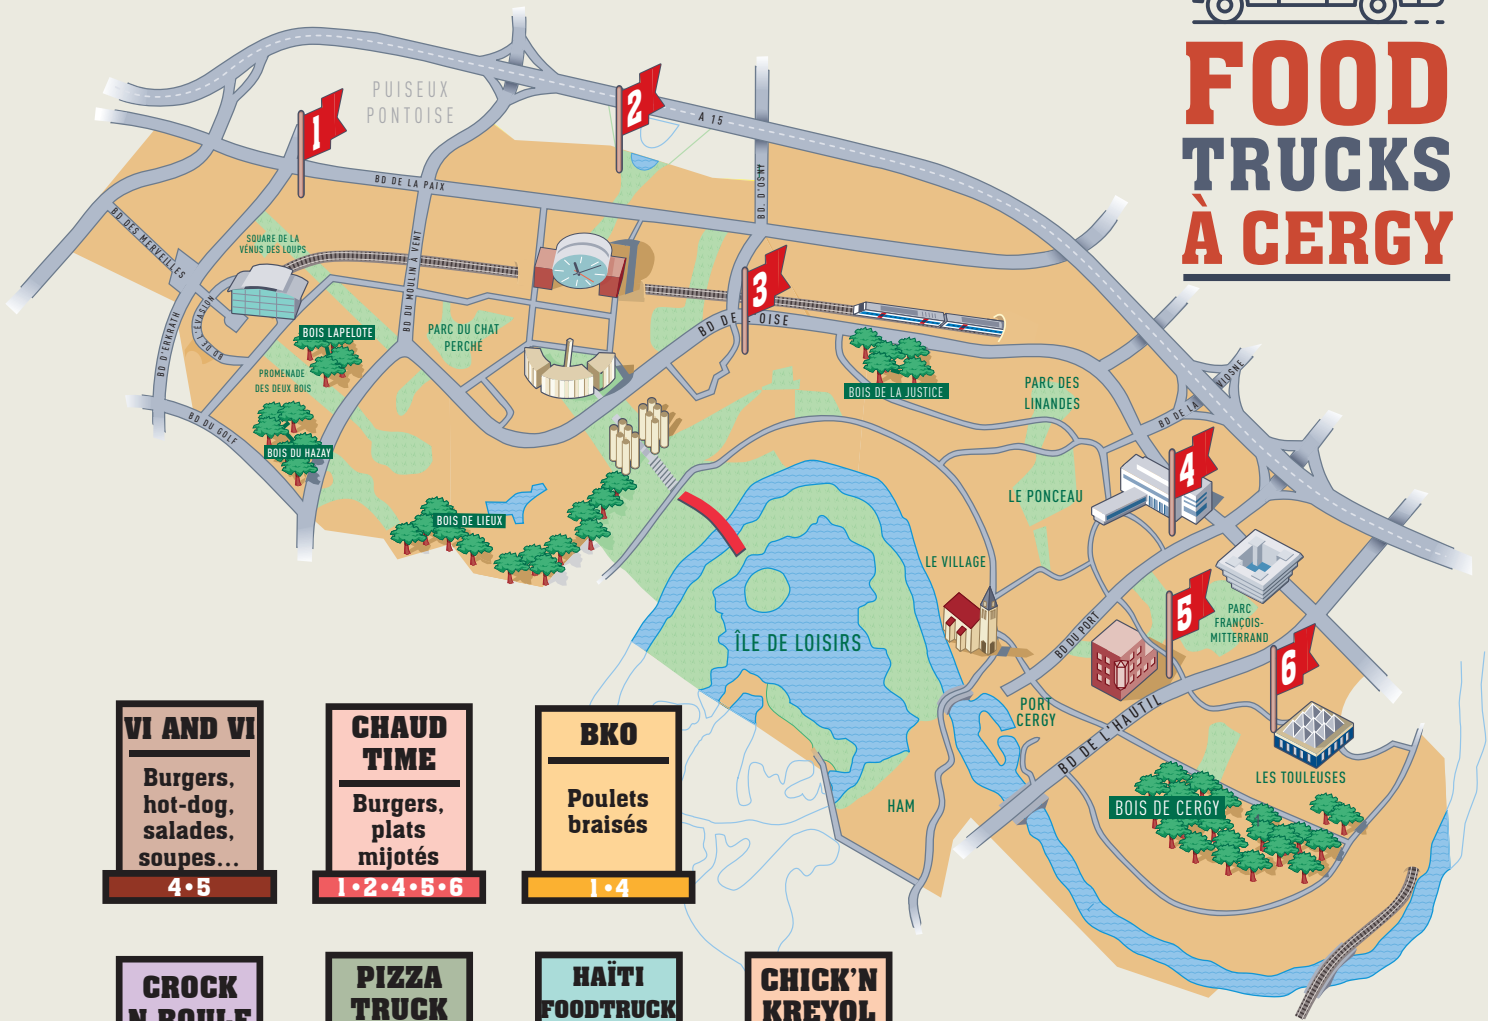 FOOD
TRUCKS
À CERGY
PUISEUX
PONTOISE
1
2
A 15
BD DE LA PAIX
BD. D'OSNY
BD DES MERVEILLES
SQUARE DE LA
VÉNUS DES LOUPS
BD DU MOULIN A VENT
3
BD DE L'OISE
BD D'ERKRATH
BD DE L'ÉVASION
BOIS LAPELOTE
PARC DU CHAT
PERCHÉ
PROMENADE
DES DEUX BOIS
BD DU GOLF
BOIS DU HAZAY
BOIS DE LA JUSTICE
PARC DES
LINANDES
BD DE LA VIOSNE
4
LE PONCEAU
BOIS DE LIEUX
LE VILLAGE
5
PARC
FRANÇOIS-
MITTERRAND
BD DU PORT
6
ÎLE DE LOISIRS
PORT
CERGY
BD DE L'HAUTIL
LES TOULEUSES
HAM
BOIS DE CERGY
VI AND VI
Burgers,
hot-dog,
salades,
soupes...
4•5
CHAUD
TIME
Burgers,
plats
mijotés
1•2•4•5•6
BKO
Poulets
braisés
1•4
CROCK
N ROULE
PIZZA
TRUCK
HAÏTI
FOODTRUCK
CHICK'N
KREYOL